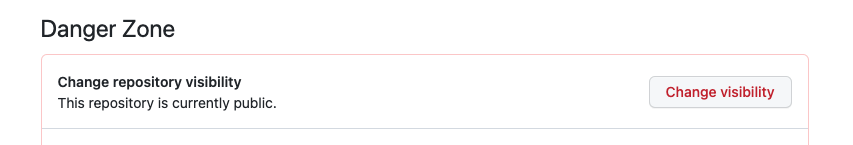 Danger Zone
Change repository visibility
This repository is currently public.
Change visibility